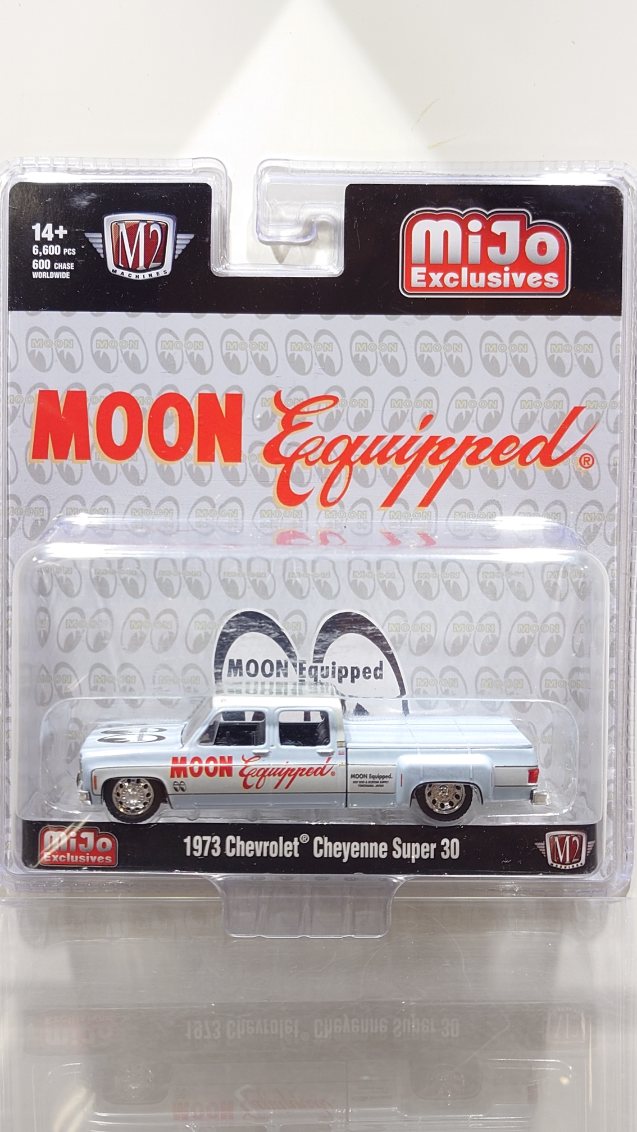 14+
6,600 PCS
600 CHASE
WORLDWIDE
M2
MACHINES
MiJo
Exclusives
MOON Equipped®
MOON Equipped
MOON Equipped®
MOON Equipped.
MiJo
Exclusives
1973 Chevrolet® Cheyenne Super 30
M2
MACHINES